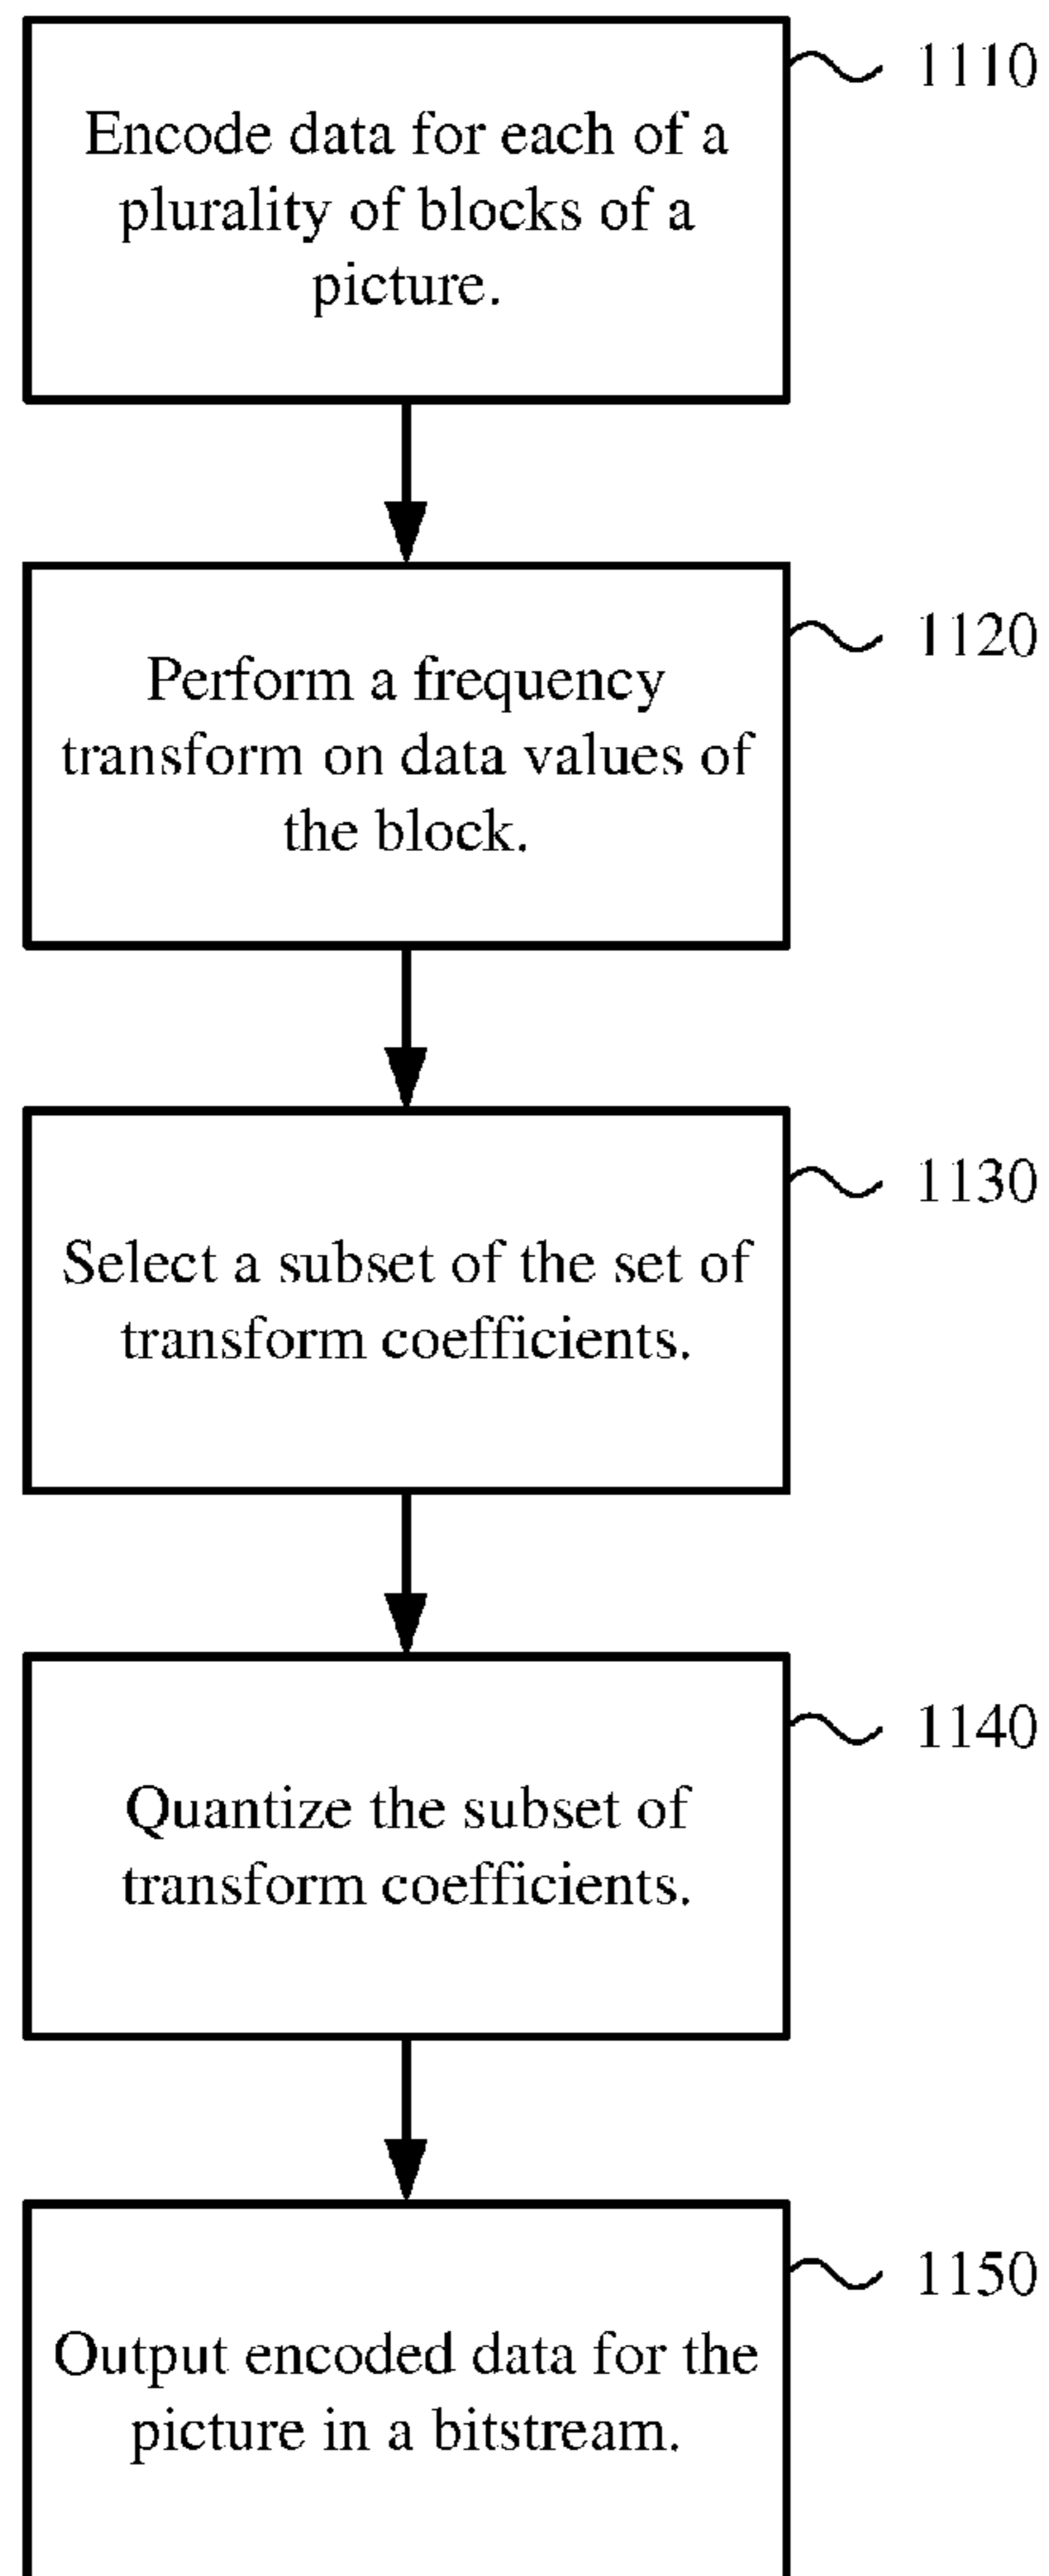 1110
Encode data for each of a
plurality of blocks of a
picture.
1120
Perform a frequency
transform on data values of
the block.
1130
Select a subset of the set of
transform coefficients.
1140
Quantize the subset of
transform coefficients.
1150
Output encoded data for the
picture in a bitstream.